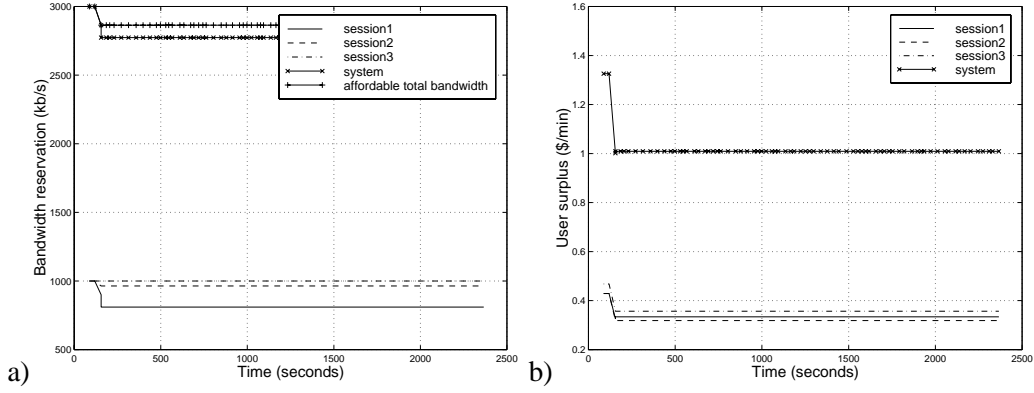 a)
Bandwidth reservation (kb/s)
3000
2500
2000
1500
1000
500
0
500
1000
1500
2000
2500
Time (seconds)
session1
session2
session3
system
affordable total bandwidth
b)
User surplus ($/min)
1.6
1.4
1.2
1
0.8
0.6
0.4
0.2
0
500
1000
1500
2000
2500
Time (seconds)
session1
session2
session3
system